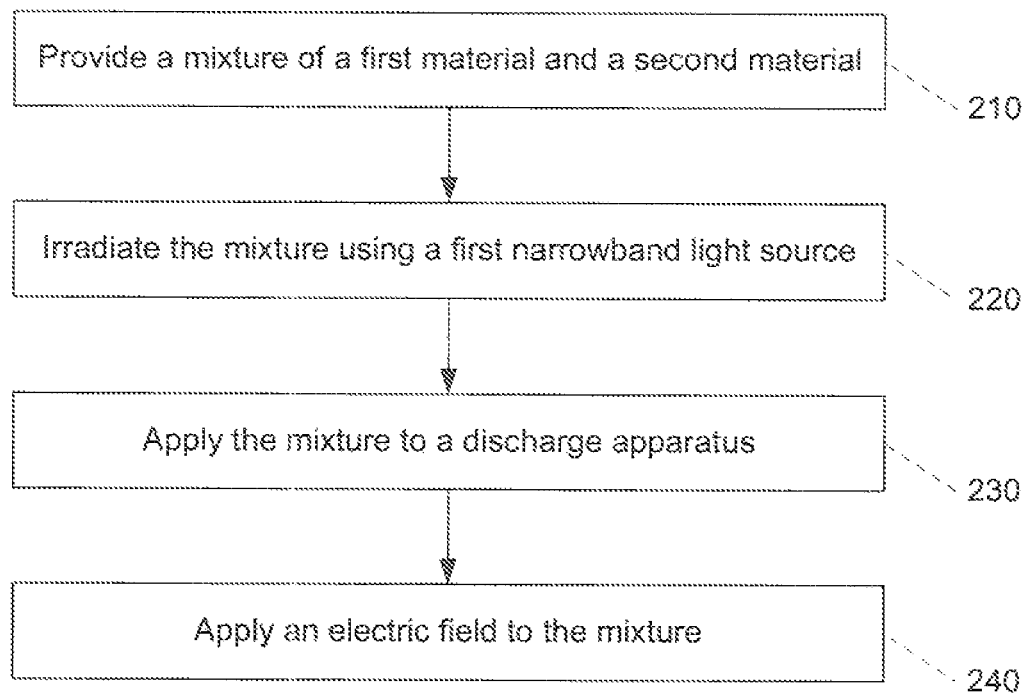 Provide a mixture of a first material and a second material
210
Irradiate the mixture using a first narrowband light source
220
Apply the mixture to a discharge apparatus
230
Apply an electric field to the mixture
240